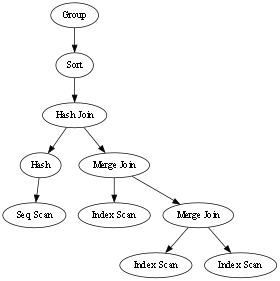 Group
Sort
Hash Join
Hash
Merge Join
Seq Scan
Index Scan
Merge Join
Index Scan
Index Scan